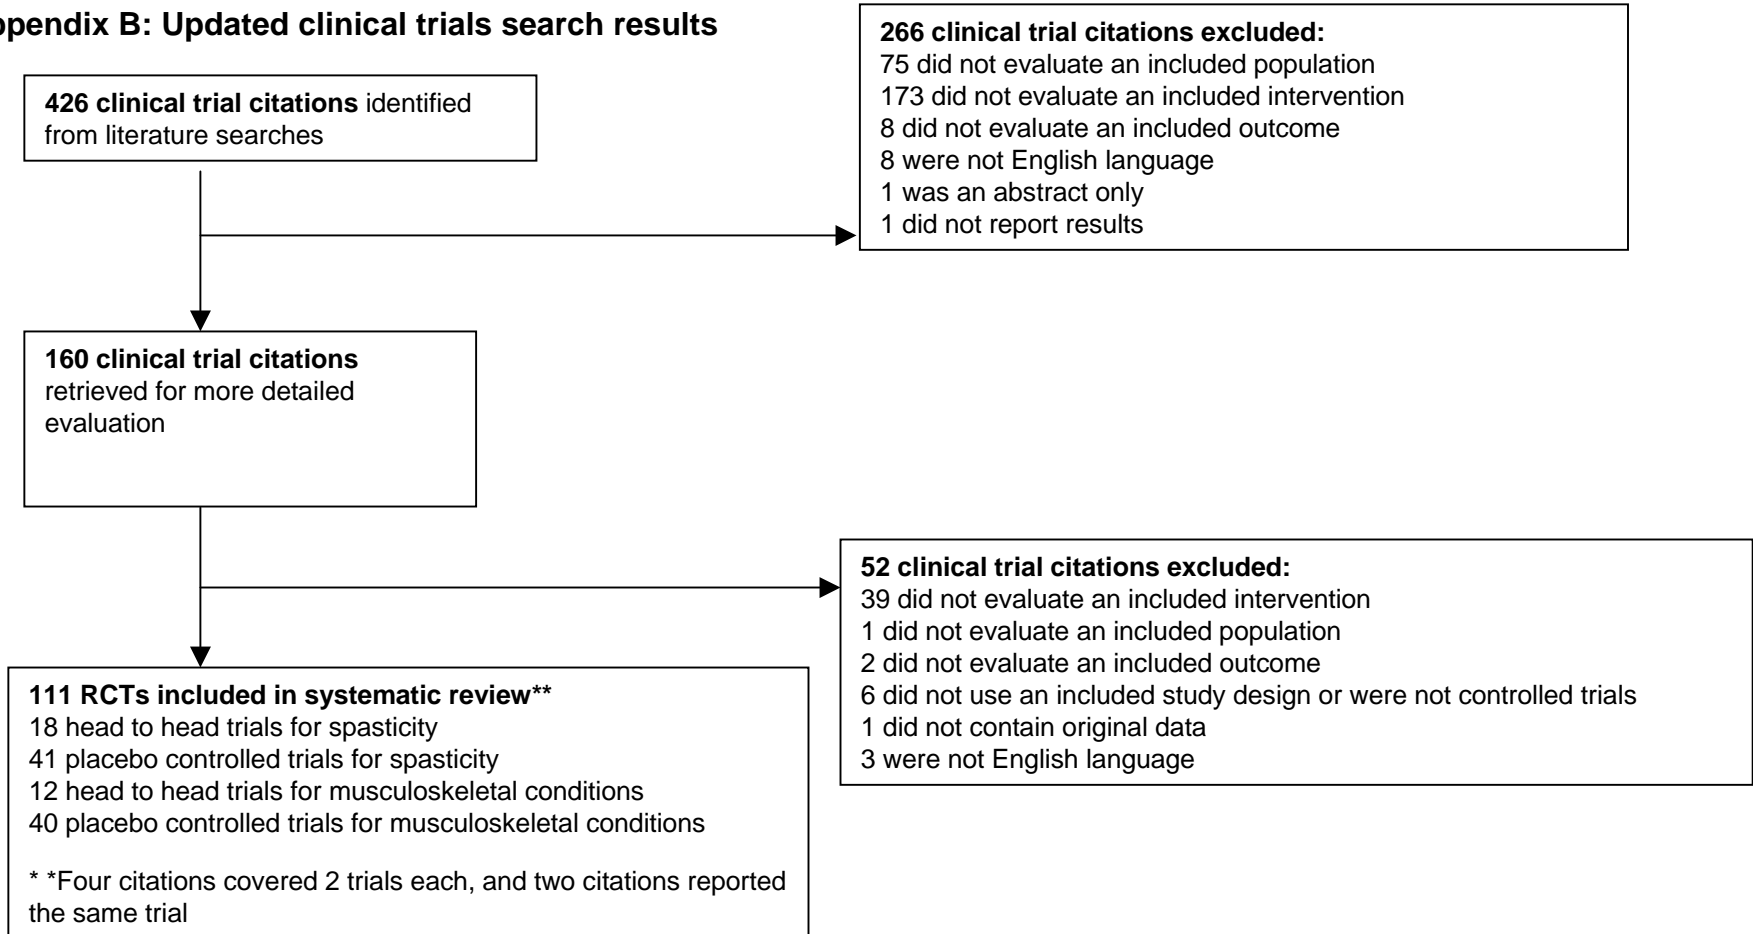 ppendix B: Updated clinical trials search results
426 clinical trial citations identified
from literature searches
266 clinical trial citations excluded:
75 did not evaluate an included population
173 did not evaluate an included intervention
8 did not evaluate an included outcome
8 were not English language
1 was an abstract only
1 did not report results
160 clinical trial citations
retrieved for more detailed
evaluation
52 clinical trial citations excluded:
39 did not evaluate an included intervention
1 did not evaluate an included population
2 did not evaluate an included outcome
6 did not use an included study design or were not controlled trials
1 did not contain original data
3 were not English language
111 RCTs included in systematic review**
18 head to head trials for spasticity
41 placebo controlled trials for spasticity
12 head to head trials for musculoskeletal conditions
40 placebo controlled trials for musculoskeletal conditions
* *Four citations covered 2 trials each, and two citations reported
the same trial